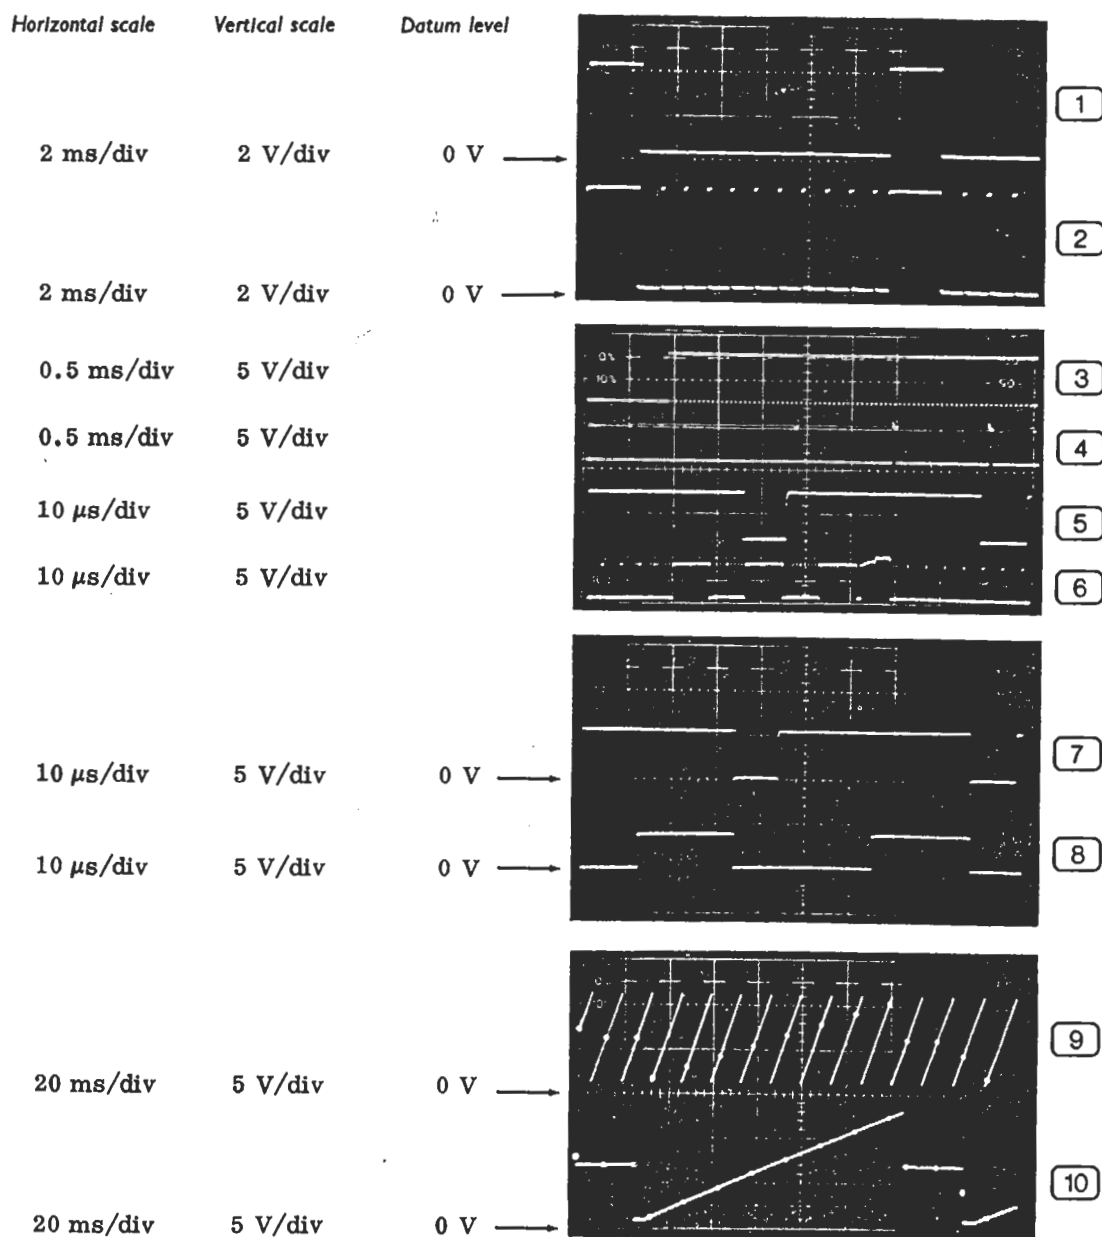 Horizontal scale Vertical scale Datum level
1
2 ms/div 2 V/div 0 V
2
2 ms/div 2 V/div 0 V
0.5 ms/div 5 V/div 3
10%
0.5 ms/div 5 V/div 4
10 μs/div 5 V/div 5
10 μs/div 5 V/div 6
10 μs/div 5 V/div 0 V 7
10 μs/div 5 V/div 0 V 8
9
20 ms/div 5 V/div 0 V
10
20 ms/div 5 V/div 0 V